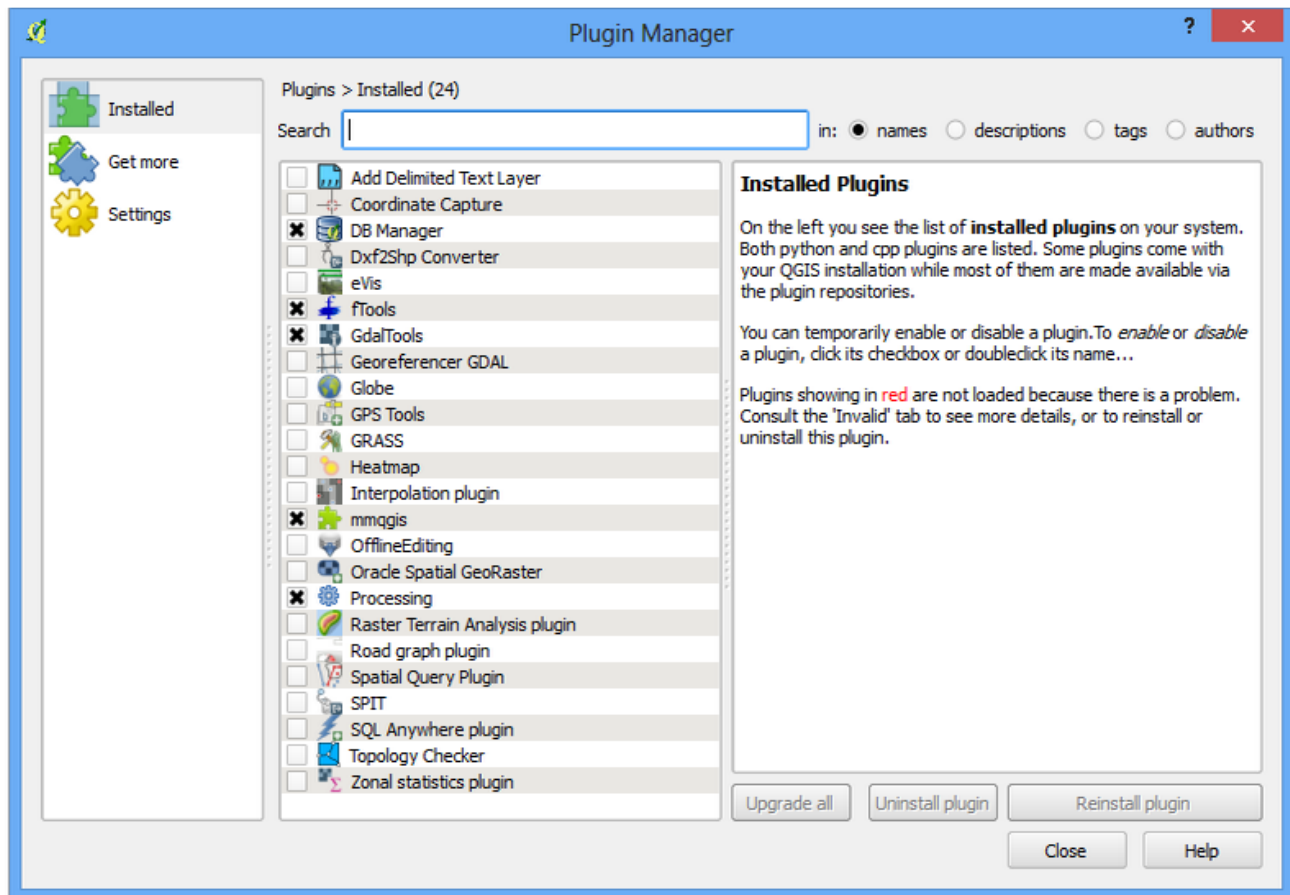 Plugin Manager
?
Installed
Get more
Settings
Plugins > Installed (24)
Search
in: names descriptions tags authors
Add Delimited Text Layer
Coordinate Capture
DB Manager
Dxf2Shp Converter
eVis
fTools
GdalTools
Georeferencer GDAL
Globe
GPS Tools
GRASS
Heatmap
Interpolation plugin
mmqgis
OfflineEditing
Oracle Spatial GeoRaster
Processing
Raster Terrain Analysis plugin
Road graph plugin
Spatial Query Plugin
SPIT
SQL Anywhere plugin
Topology Checker
Zonal statistics plugin
Installed Plugins
On the left you see the list of installed plugins on your system.
Both python and cpp plugins are listed. Some plugins come with
your QGIS installation while most of them are made available via
the plugin repositories.
You can temporarily enable or disable a plugin.To enable or disable
a plugin, click its checkbox or doubleclick its name...
Plugins showing in red are not loaded because there is a problem.
Consult the 'Invalid' tab to see more details, or to reinstall or
uninstall this plugin.
Upgrade all
Uninstall plugin
Reinstall plugin
Close
Help